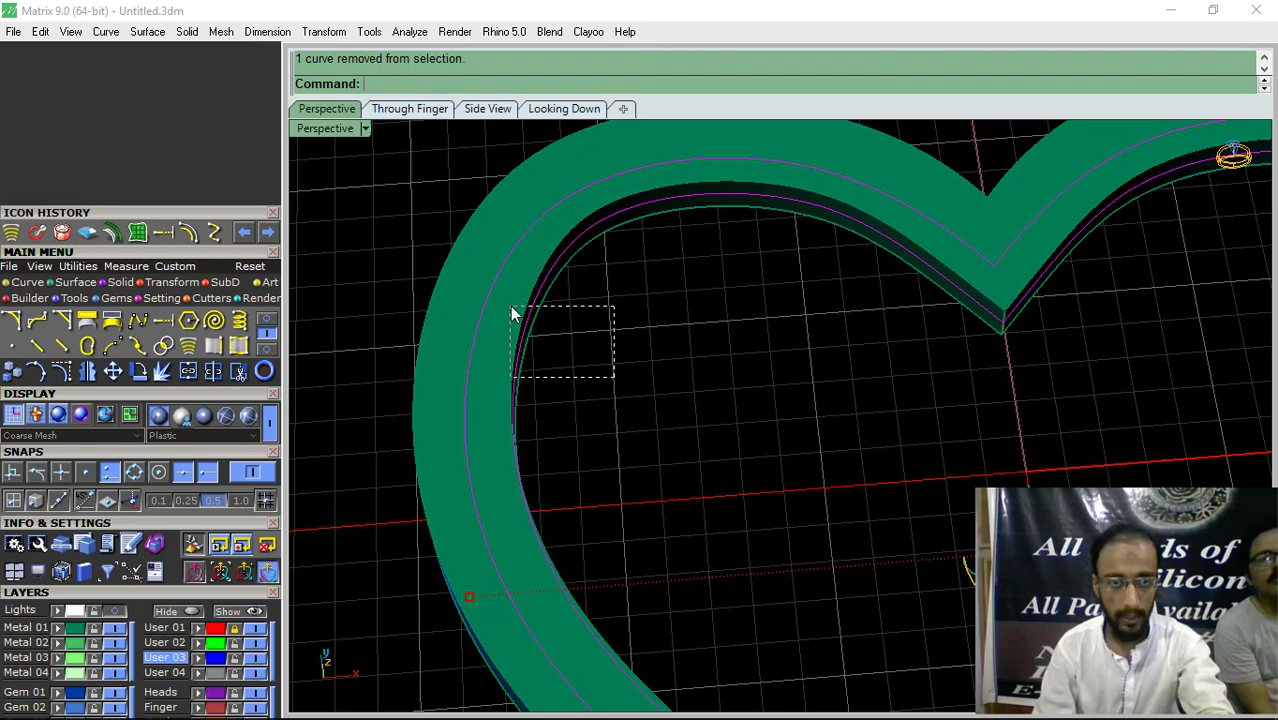 Matrix 9.0 (64-bit) - Untitled.3dm
File Edit View Curve Surface Solid Mesh Dimension Transform Tools Analyze Render Rhino 5.0 Blend Clayoo Help
1 curve removed from selection.
Command:
Perspective Through Finger Side View Looking Down
Perspective
ICON HISTORY
MAIN MENU
File View Utilities Measure Custom Reset
Curve Surface Solid Transform SubD Art
Builder Tools Gems Setting Cutters Render
DISPLAY
Coarse Mesh Plastic
SNAPS
0.1 0.25 0.5 1.0
INFO & SETTINGS
LAYERS
Lights Hide Show
Metal 01 User 01
Metal 02 User 02
Metal 03 User 03
Metal 04 User 04
Gem 01 Heads
Gem 02 Finger
y
z
x
All
ds of
ilicon
All Pa
Availa